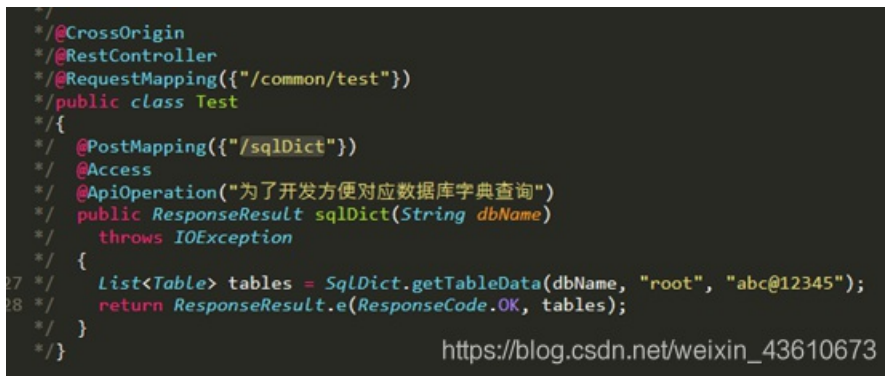 */
*/@CrossOrigin
*/@RestController
*/@RequestMapping({"/common/test"})
*/public class Test
*/{
*/ @PostMapping({"/sqlDict"})
*/ @Access
*/ @ApiOperation("为了开发方便对应数据库字典查询")
*/ public ResponseResult sqlDict(String dbName)
*/ throws IOException
*/ {
27 */ List<Table> tables = SqlDict.getTableData(dbName, "root", "abc@12345");
28 */ return ResponseResult.e(ResponseCode.OK, tables);
*/ }
*/}
https://blog.csdn.net/weixin_43610673